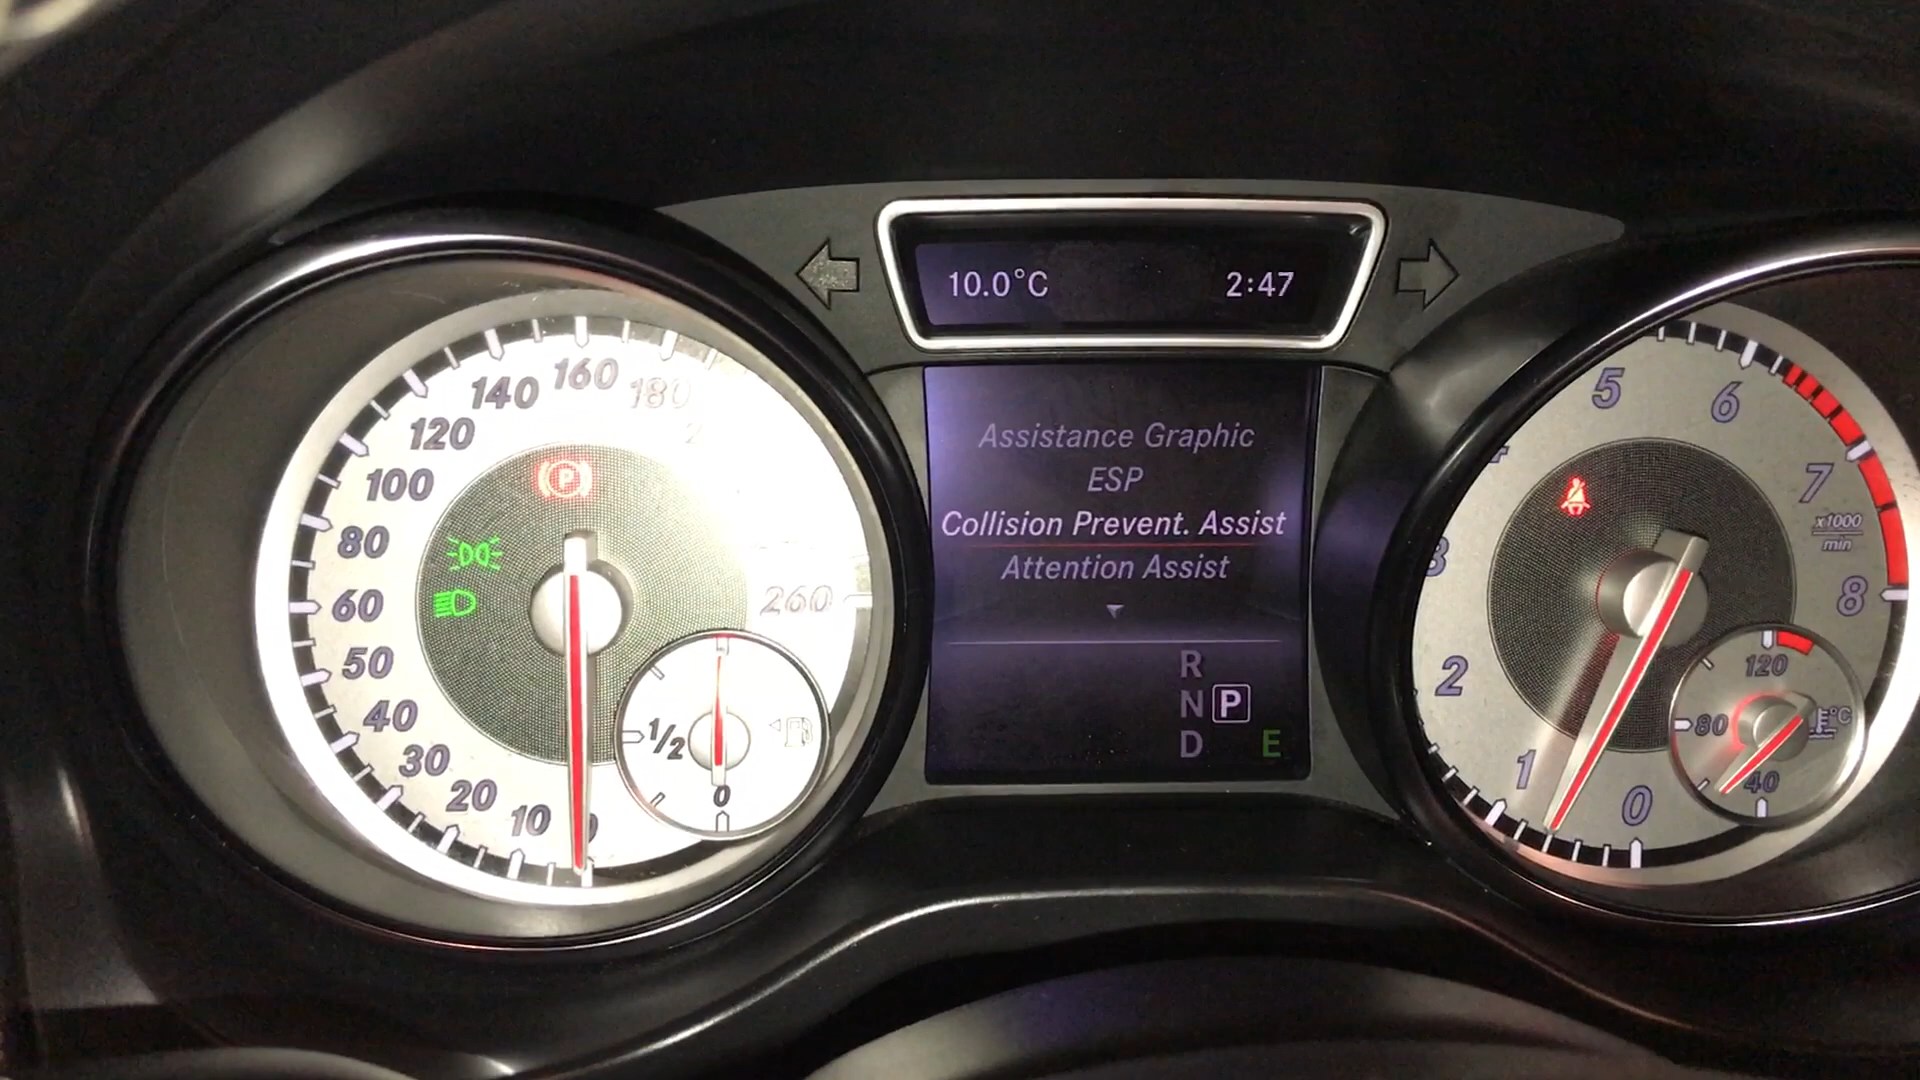 10.0°C 2:47
Assistance Graphic
ESP
Collision Prevent. Assist
Attention Assist
R
N P
D E
0
10
20
30
40
50
60
80
100
120
140
160
180
260
P
1/2
0
0
1
2
3
5
6
7
8
x1000
min
120
80
°C
40